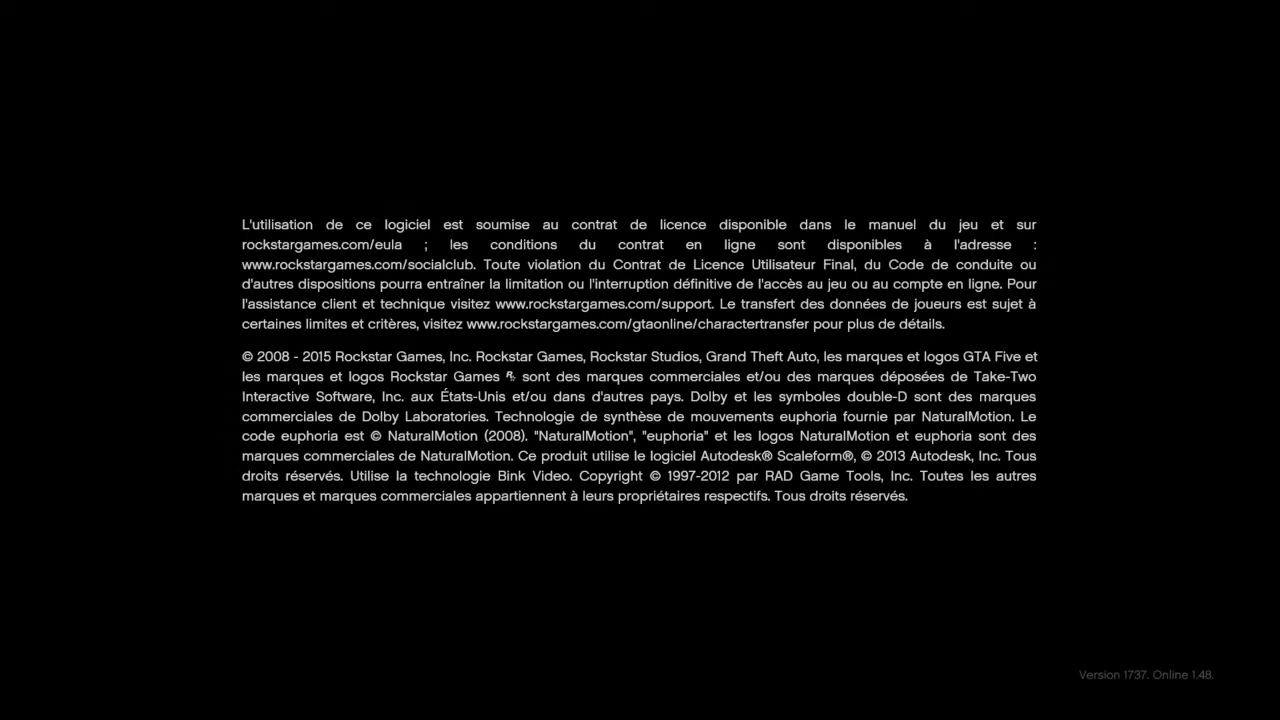 L'utilisation de ce logiciel est soumise au contrat de licence disponible dans le manuel du jeu et sur
rockstargames.com/eula ; les conditions du contrat en ligne sont disponibles à l'adresse :
www.rockstargames.com/socialclub. Toute violation du Contrat de Licence Utilisateur Final, du Code de conduite ou
d'autres dispositions pourra entraîner la limitation ou l'interruption définitive de l'accès au jeu ou au compte en ligne. Pour
l'assistance client et technique visitez www.rockstargames.com/support. Le transfert des données de joueurs est sujet à
certaines limites et critères, visitez www.rockstargames.com/gtaonline/charactertransfer pour plus de détails.
© 2008 - 2015 Rockstar Games, Inc. Rockstar Games, Rockstar Studios, Grand Theft Auto, les marques et logos GTA Five et
les marques et logos Rockstar Games R* sont des marques commerciales et/ou des marques déposées de Take-Two
Interactive Software, Inc. aux États-Unis et/ou dans d'autres pays. Dolby et les symboles double-D sont des marques
commerciales de Dolby Laboratories. Technologie de synthèse de mouvements euphoria fournie par NaturalMotion. Le
code euphoria est © NaturalMotion (2008). "NaturalMotion", "euphoria" et les logos NaturalMotion et euphoria sont des
marques commerciales de NaturalMotion. Ce produit utilise le logiciel Autodesk® Scaleform®, © 2013 Autodesk, Inc. Tous
droits réservés. Utilise la technologie Bink Video. Copyright © 1997-2012 par RAD Game Tools, Inc. Toutes les autres
marques et marques commerciales appartiennent à leurs propriétaires respectifs. Tous droits réservés.
Version 1737. Online 1.48.